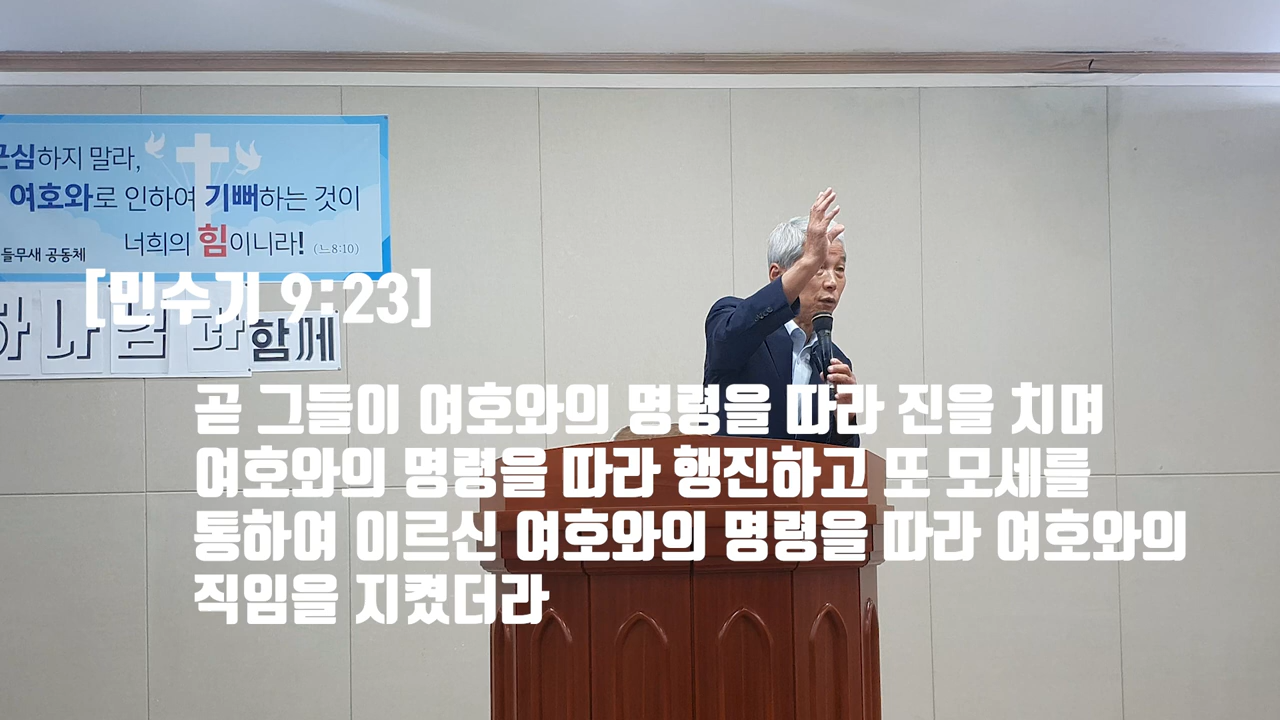 근심하지 말라,
여호와로 인하여 기뻐하는 것이
너희의 힘이니라! (느8:10)
들무새 공동체
[민수기 9:23]
하나님과 함께
곧 그들이 여호와의 명령을 따라 진을 치며
여호와의 명령을 따라 행진하고 또 모세를
통하여 이르신 여호와의 명령을 따라 여호와의
직임을 지켰더라